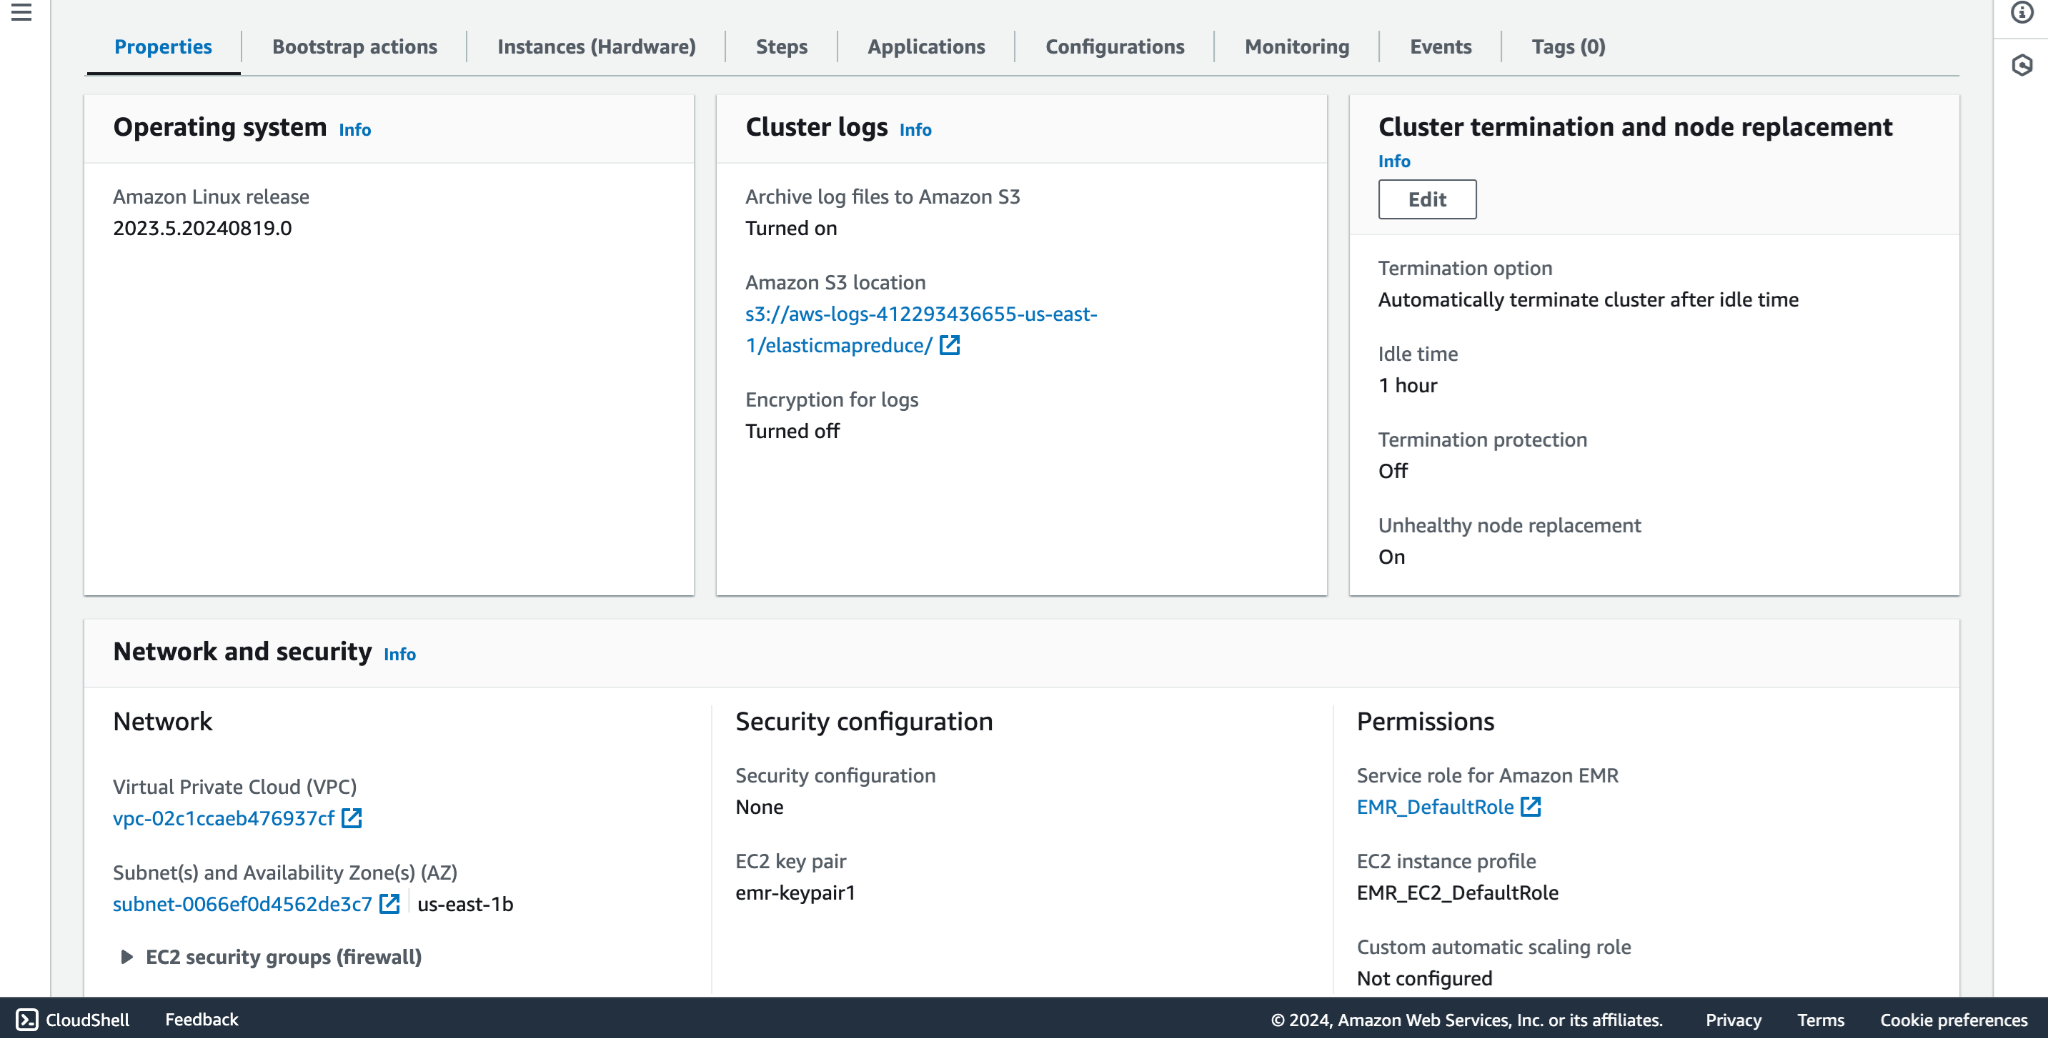 Properties
Bootstrap actions
Instances (Hardware)
Steps
Applications
Configurations
Monitoring
Events
Tags (0)
Operating system Info
Amazon Linux release
2023.5.20240819.0
Cluster logs Info
Archive log files to Amazon S3
Turned on
Amazon S3 location
s3://aws-logs-412293436655-us-east-
1/elasticmapreduce/
Encryption for logs
Turned off
Cluster termination and node replacement
Info
Edit
Termination option
Automatically terminate cluster after idle time
Idle time
1 hour
Termination protection
Off
Unhealthy node replacement
On
Network and security Info
Network
Virtual Private Cloud (VPC)
vpc-02c1ccaeb476937cf
Subnet(s) and Availability Zone(s) (AZ)
subnet-0066ef0d4562de3c7 us-east-1b
EC2 security groups (firewall)
Security configuration
Security configuration
None
EC2 key pair
emr-keypair1
Permissions
Service role for Amazon EMR
EMR_DefaultRole
EC2 instance profile
EMR_EC2_DefaultRole
Custom automatic scaling role
Not configured
CloudShell
Feedback
© 2024, Amazon Web Services, Inc. or its affiliates.
Privacy
Terms
Cookie preferences